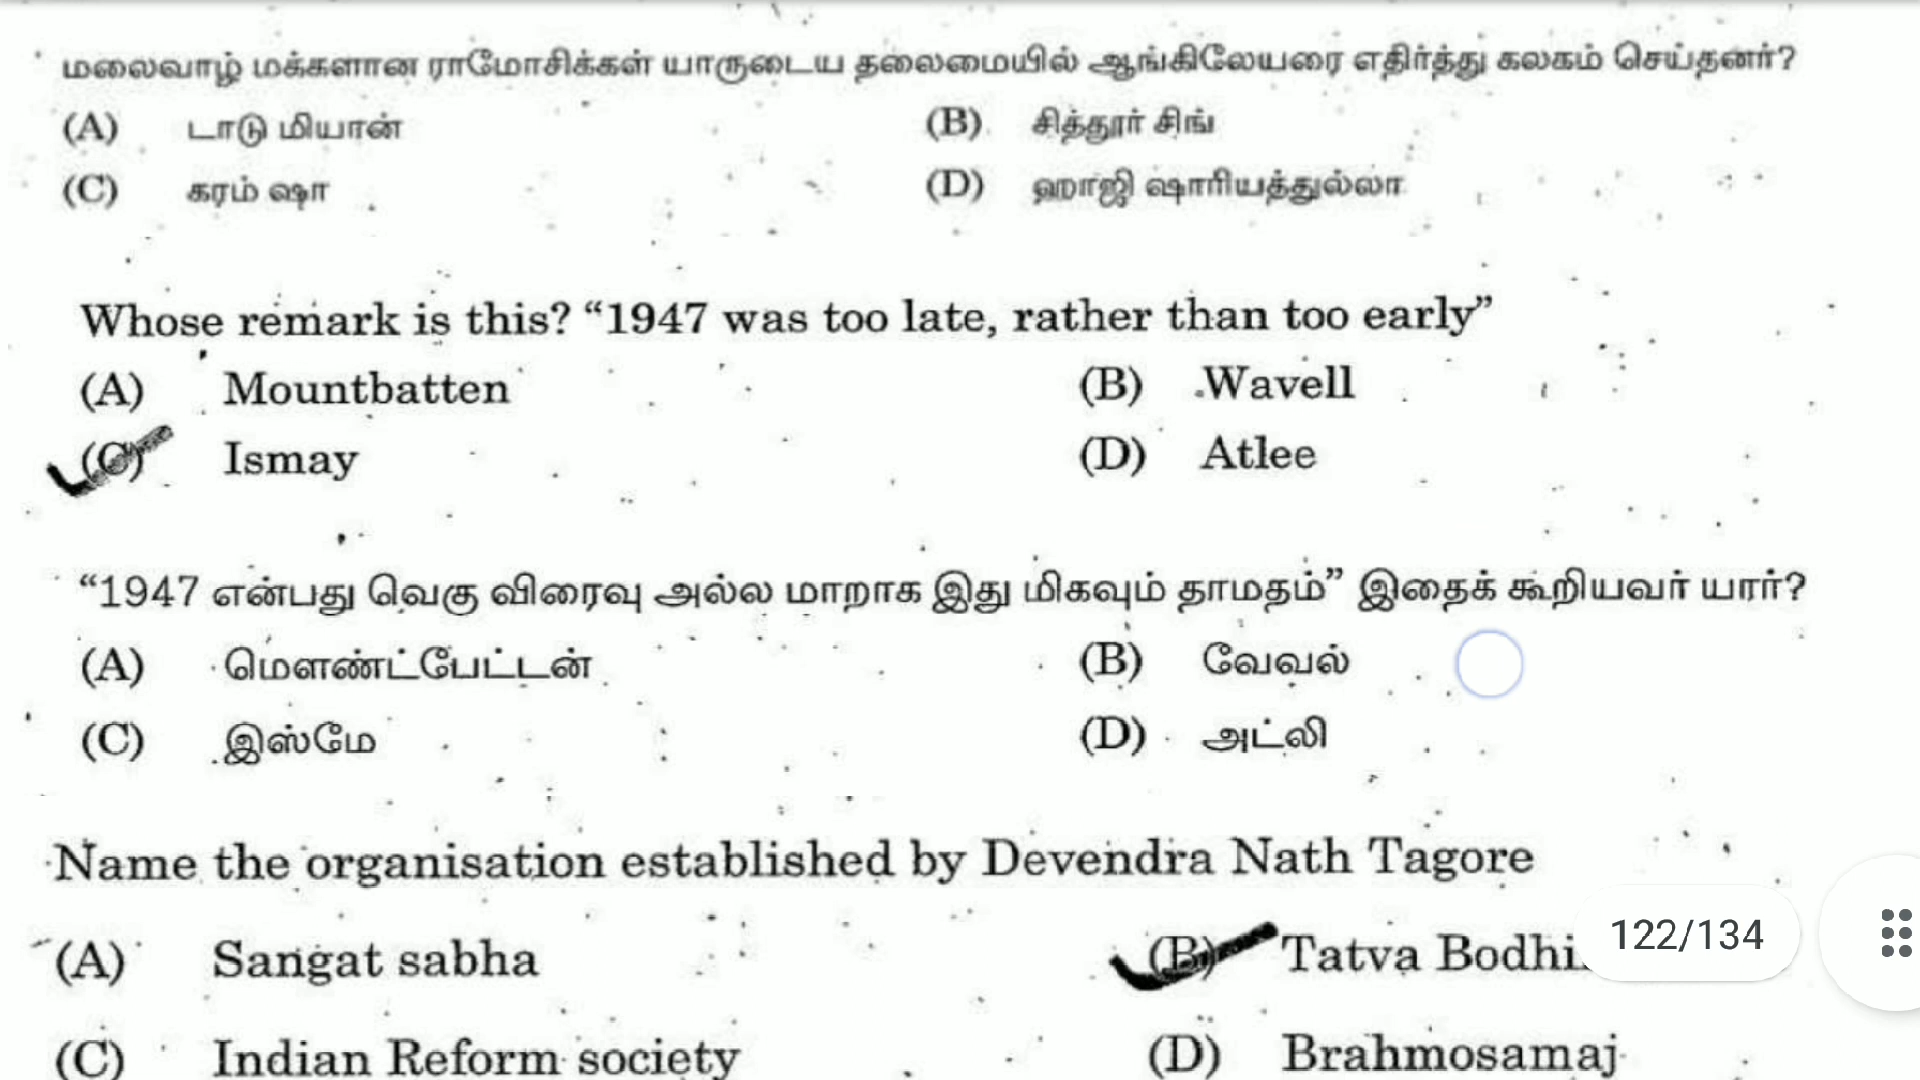 மலைவாழ் மக்களான ராமோசிக்கள் யாருடைய தலைமையில் ஆங்கிலேயரை எதிர்த்து கலகம் செய்தனர்?
(A) டாடு மியான் (B) சித்தூர் சிங்
(C) கரம் ஷா (D) ஹாஜி ஷாரியத்துல்லா
Whose remark is this? “1947 was too late, rather than too early”
(A) Mountbatten (B) Wavell
(C) Ismay (D) Atlee
“1947 என்பது வெகு விரைவு அல்ல மாறாக இது மிகவும் தாமதம்” இதைக் கூறியவர் யார்?
(A) மௌண்ட்பேட்டன் (B) வேவல்
(C) இஸ்மே (D) அட்லி
Name the organisation established by Devendra Nath Tagore
(A) Sangat sabha (B) Tatva Bodhi
122/134
(C) Indian Reform society (D) Brahmosamaj